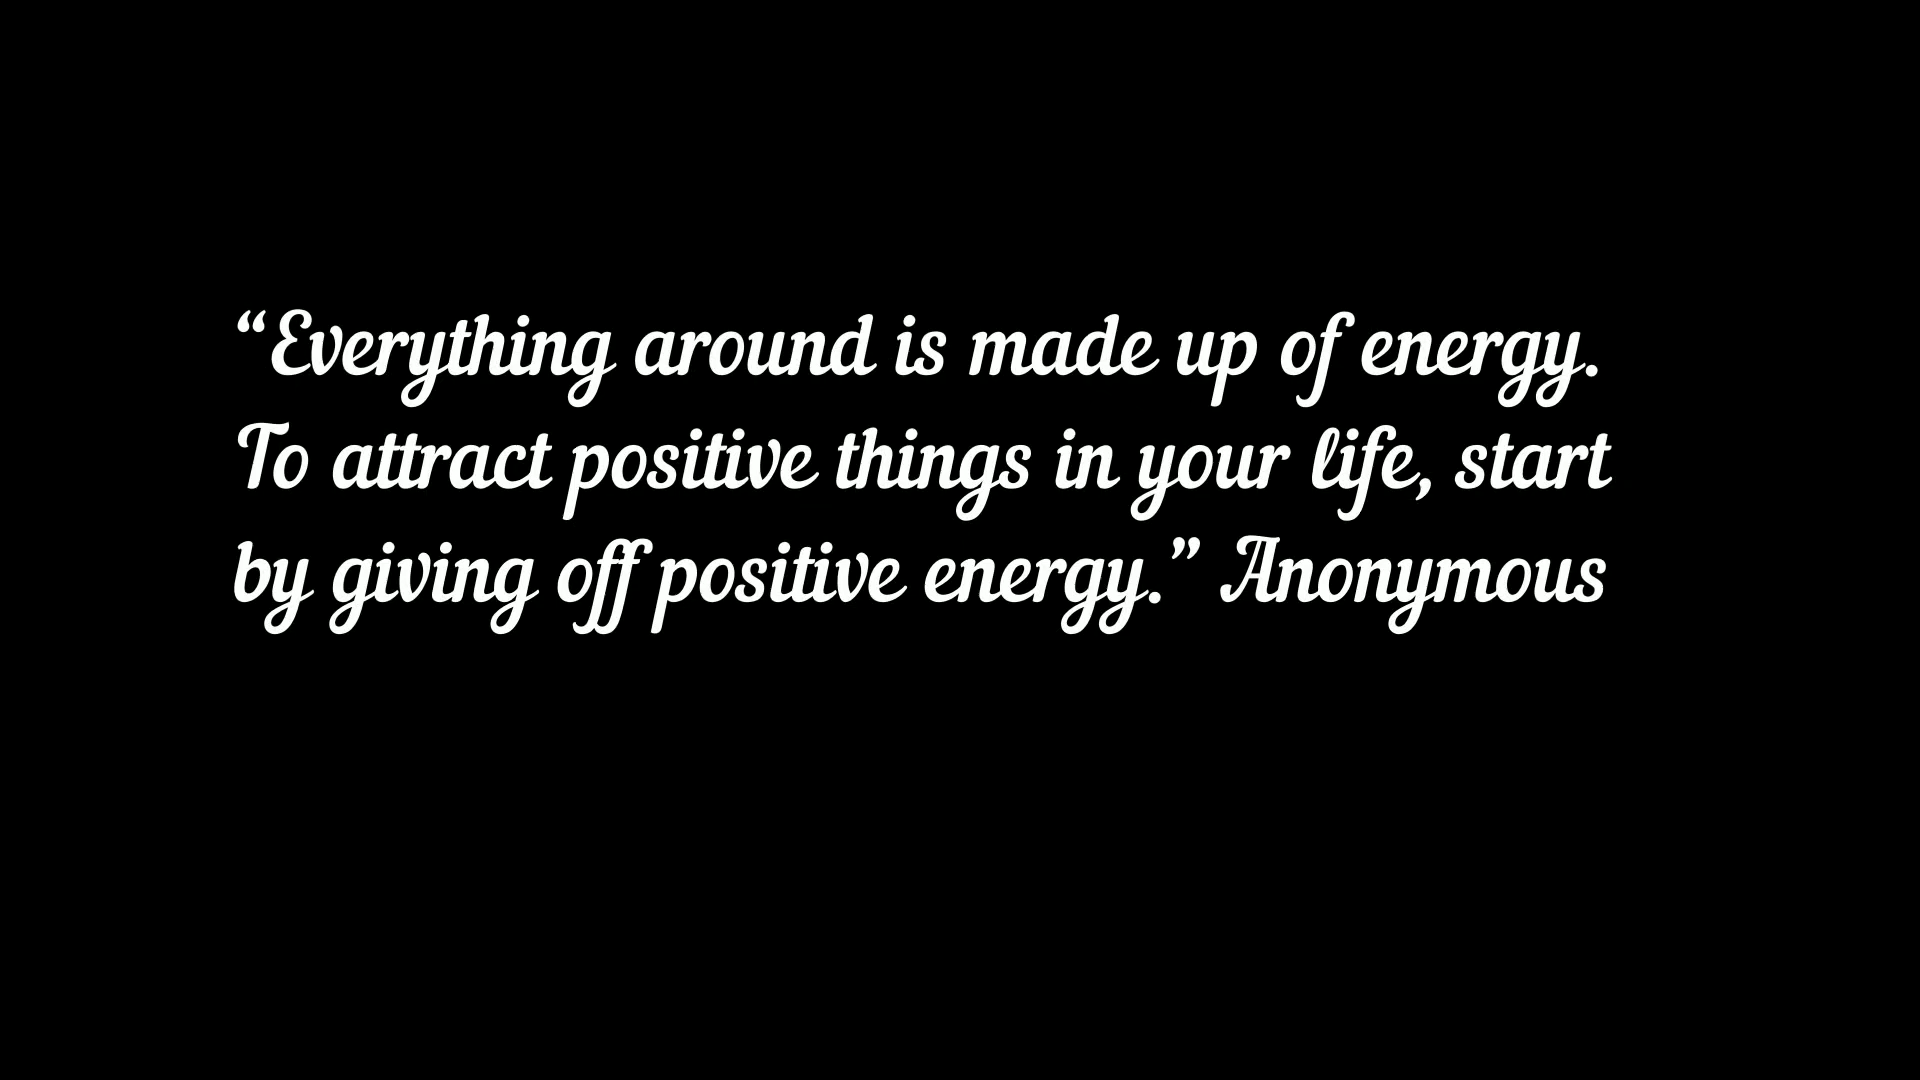 “Everything around is made up of energy.
To attract positive things in your life, start
by giving off positive energy.” Anonymous